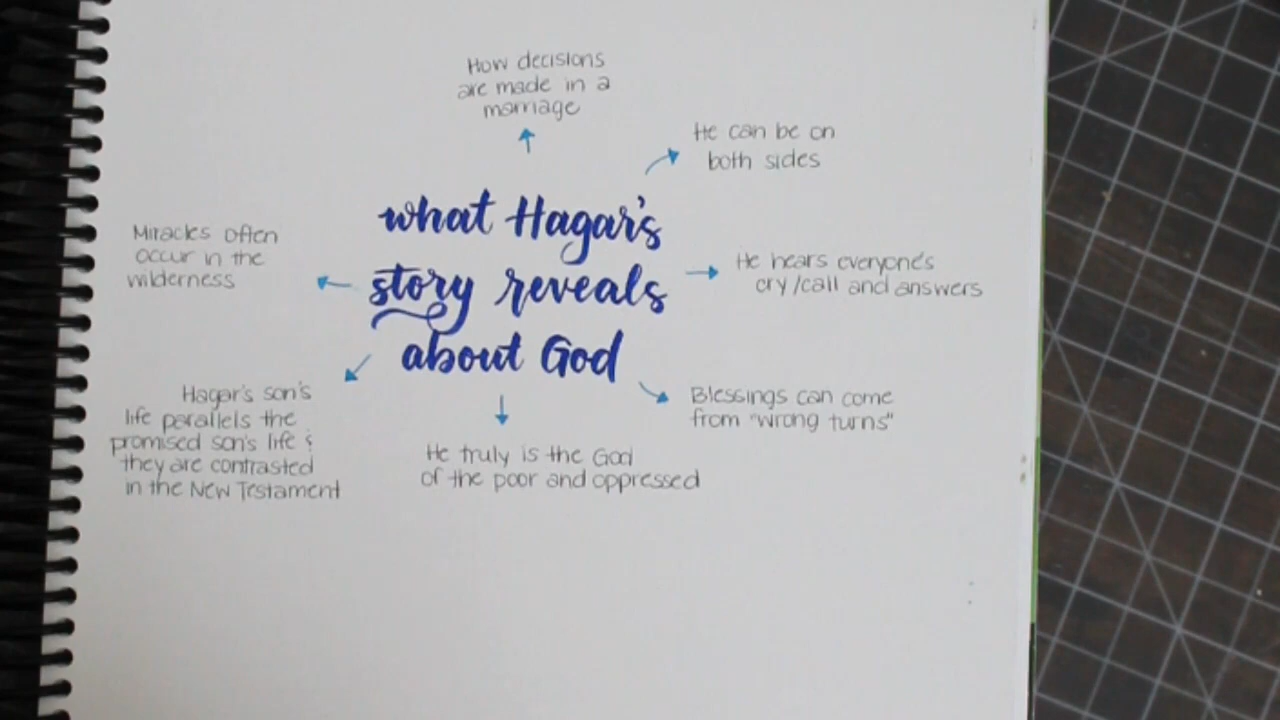 How decisions
are made in a
marriage
He can be on
both sides
what Hagar's
story reveals
about God
Miracles often
occur in the
wilderness
He hears everyone's
cry/call and answers
Hagar's son's
life parallels the
promised son's life &
they are contrasted
in the New Testament
Blessings can come
from "wrong turns"
He truly is the God
of the poor and oppressed